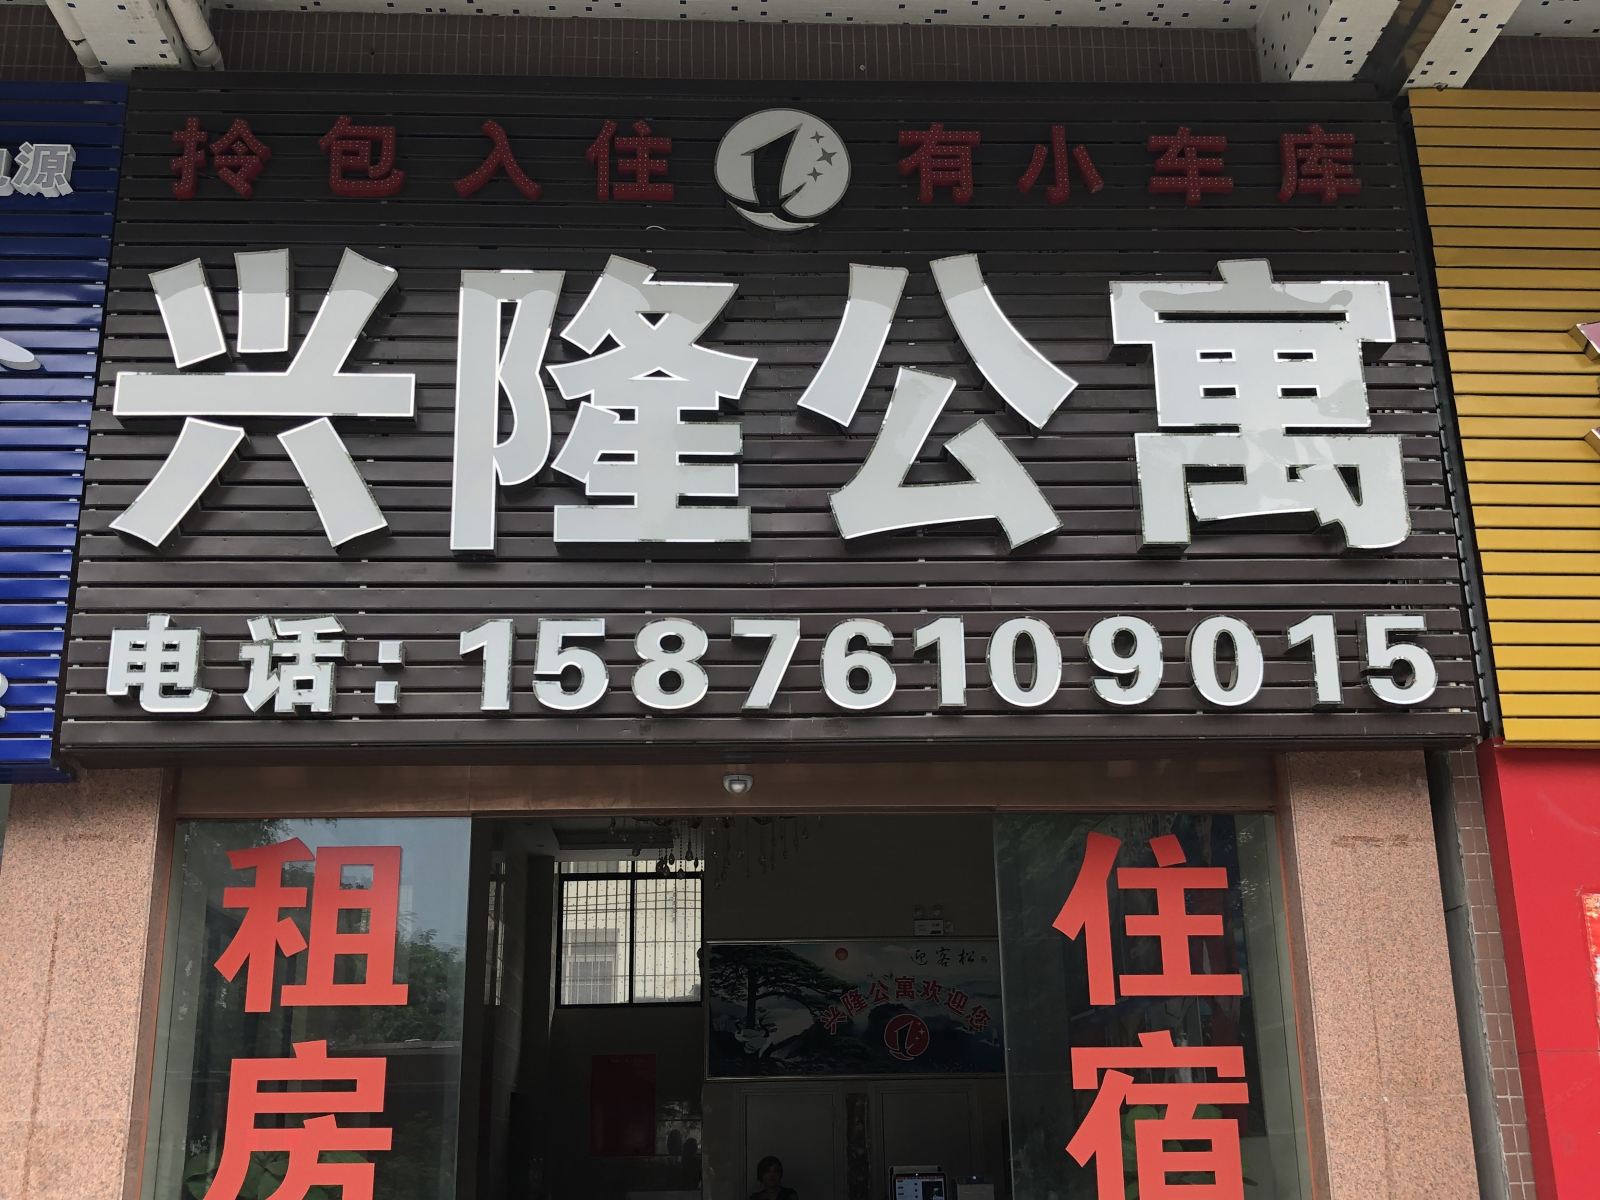 拎包入住 有小车库
兴隆公寓
电话:15876109015
租房
住宿
迎客松
兴隆公寓欢迎您
源